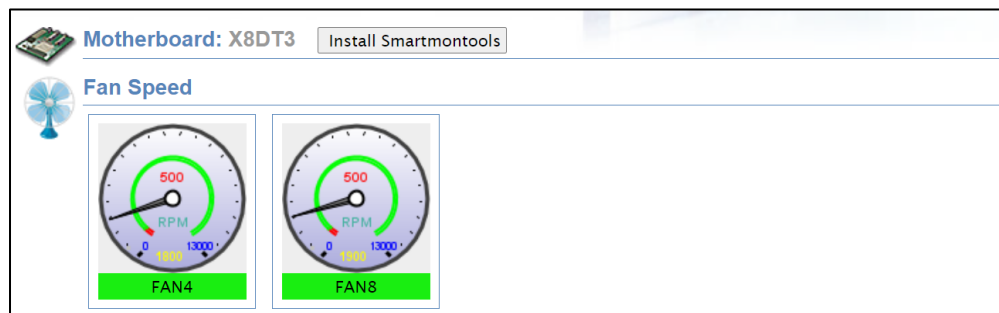 Motherboard: X8DT3 Install Smartmontools
Fan Speed
500
RPM
0 13000
1800
FAN4
500
RPM
0 13000
1900
FAN8